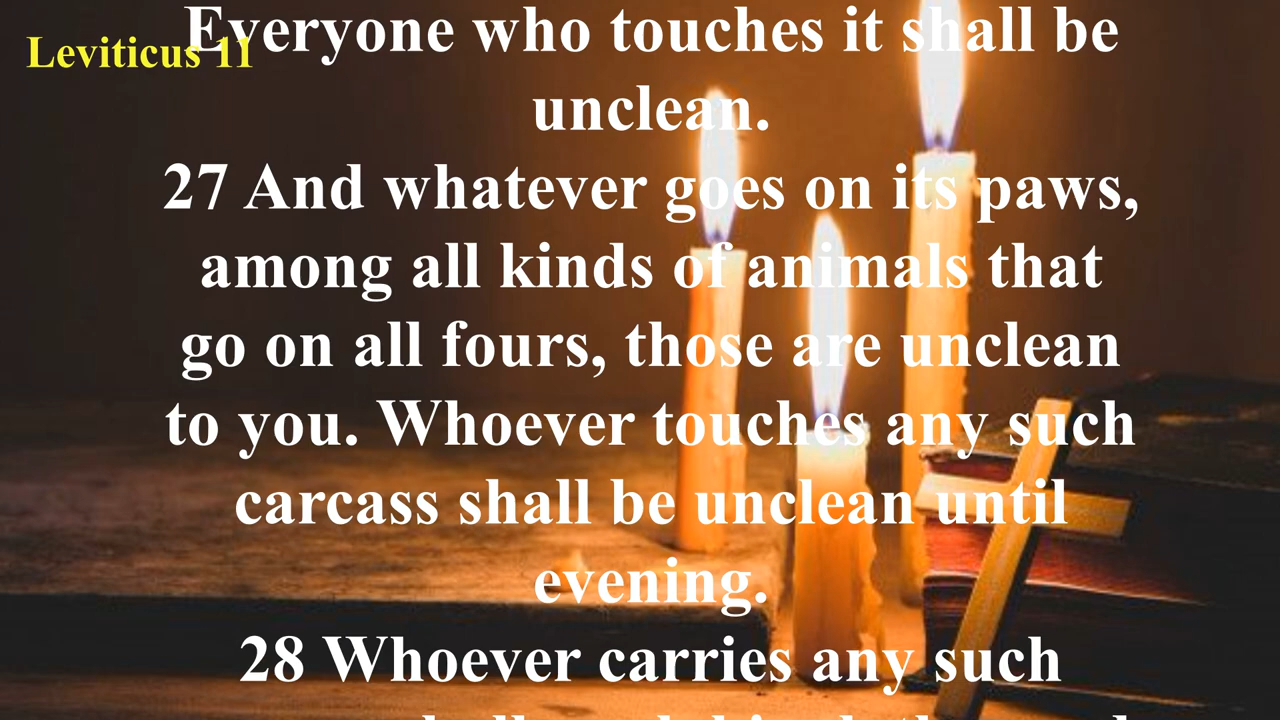 Leviticus 11
Everyone who touches it shall be
unclean.
27 And whatever goes on its paws,
among all kinds of animals that
go on all fours, those are unclean
to you. Whoever touches any such
carcass shall be unclean until
evening.
28 Whoever carries any such